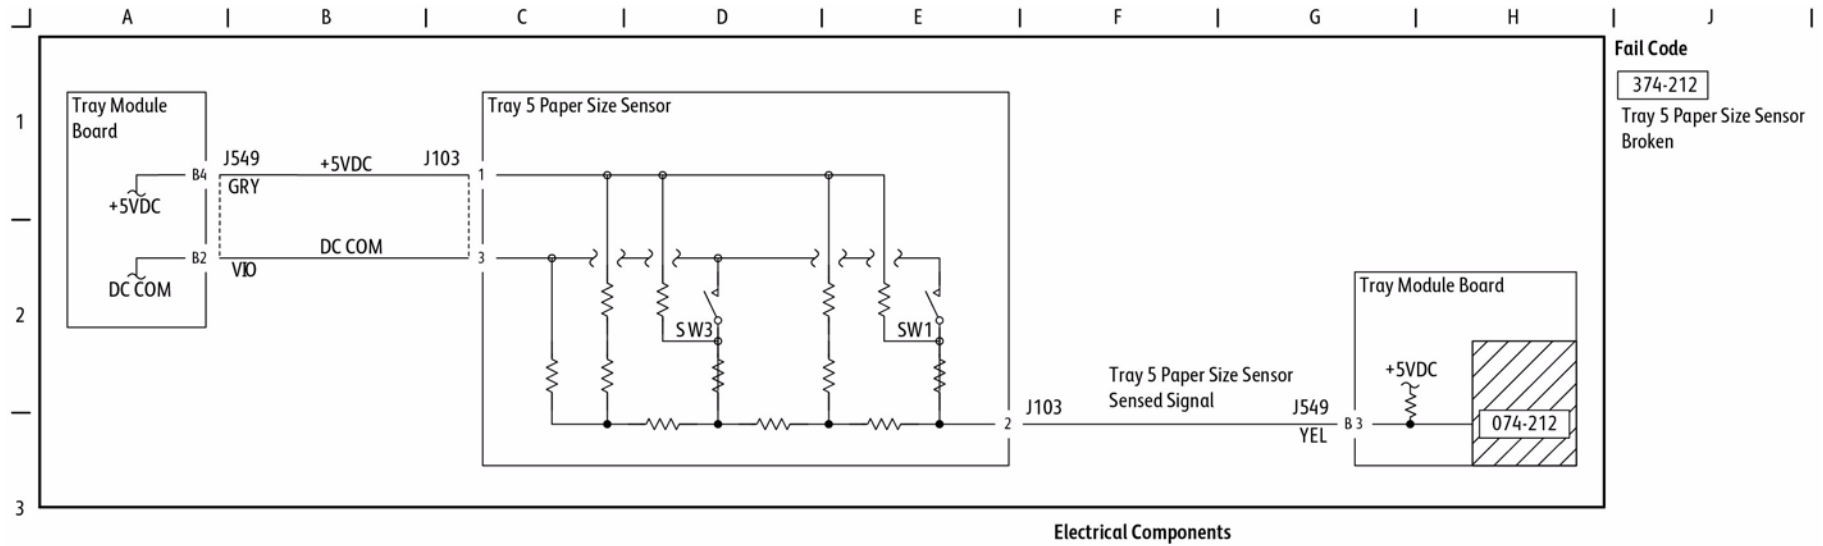 A B C D E F G H J
Fail Code
374-212
Tray 5 Paper Size Sensor
Broken
1
2
3
Tray Module
Board
B4
+5VDC
B2
DC COM
J549
GRY
+5VDC
J103
VIO
DC COM
Tray 5 Paper Size Sensor
1
3
SW3
SW1
2
J103
Tray 5 Paper Size Sensor
Sensed Signal
J549
YEL
Tray Module Board
B 3
+5VDC
074-212
Electrical Components